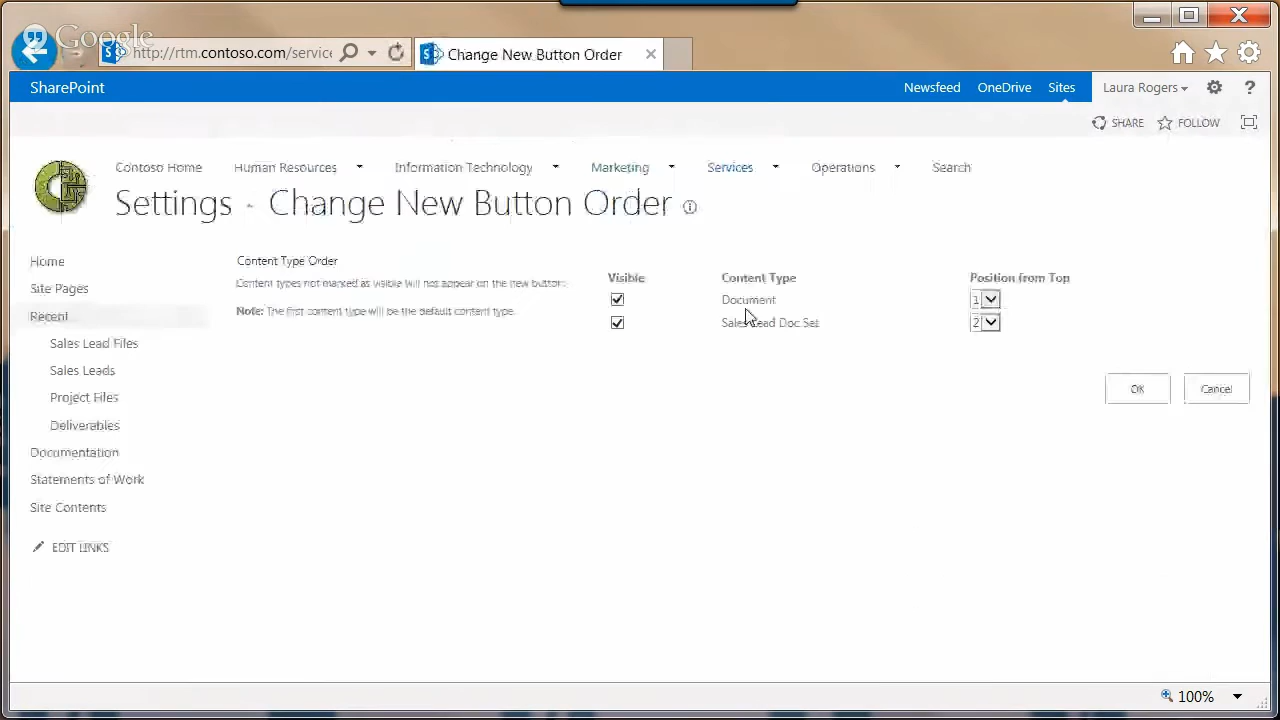 Google
http://rtm.contoso.com/servic
Change New Button Order
SharePoint
Newsfeed
OneDrive
Sites
Laura Rogers
?
SHARE
FOLLOW
Contoso Home
Human Resources
Information Technology
Marketing
Services
Operations
Search
Settings - Change New Button Order
Home
Site Pages
Recent
Sales Lead Files
Sales Leads
Project Files
Deliverables
Documentation
Statements of Work
Site Contents
EDIT LINKS
Content Type Order
Content types not marked as visible will not appear on the new button.
Note: The first content type will be the default content type.
Visible Content Type Position from Top
Document 1
Sales Lead Doc Set 2
OK
Cancel
100%